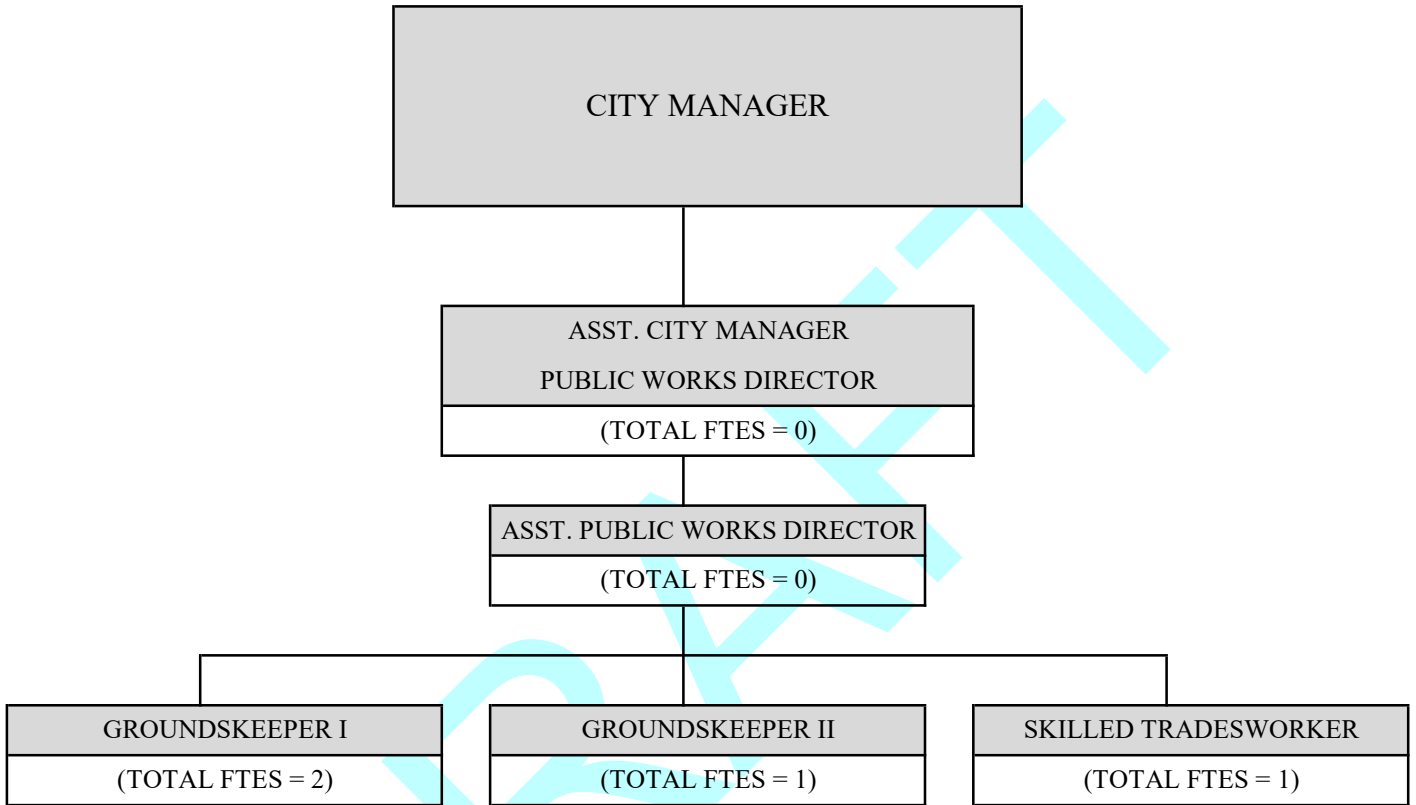 CITY MANAGER
ASST. CITY MANAGER
PUBLIC WORKS DIRECTOR
(TOTAL FTES = 0)
ASST. PUBLIC WORKS DIRECTOR
(TOTAL FTES = 0)
GROUNDSKEEPER I
(TOTAL FTES = 2)
GROUNDSKEEPER II
(TOTAL FTES = 1)
SKILLED TRADESWORKER
(TOTAL FTES = 1)
RAFT